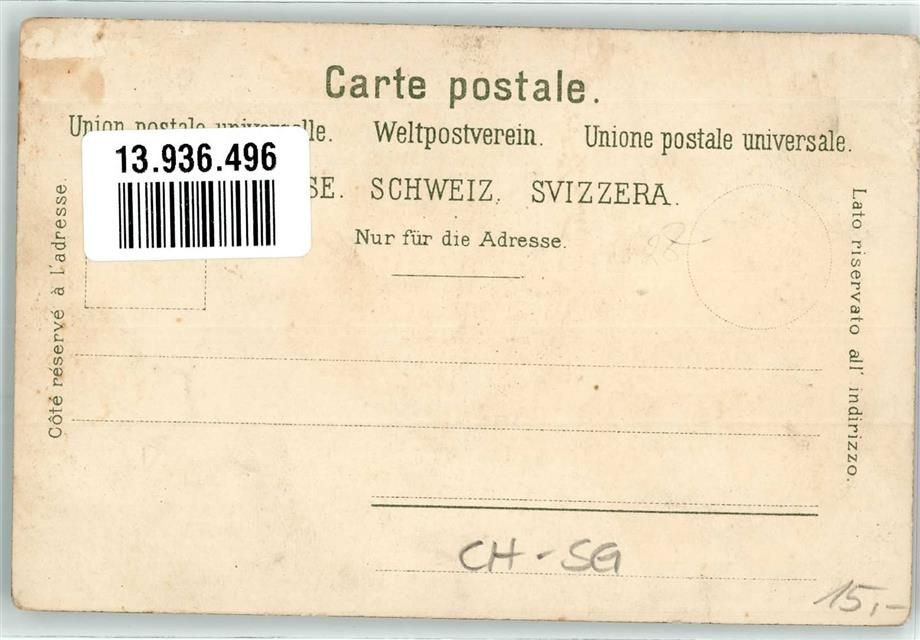 Carte postale.
Union postale universelle. Weltpostverein. Unione postale universale.
13.936.496
SE. SCHWEIZ. SVIZZERA.
Nur für die Adresse.
28
Côté réservé à l'adresse.
Lato riservato all' indirizzo.
CH - SG
15,-